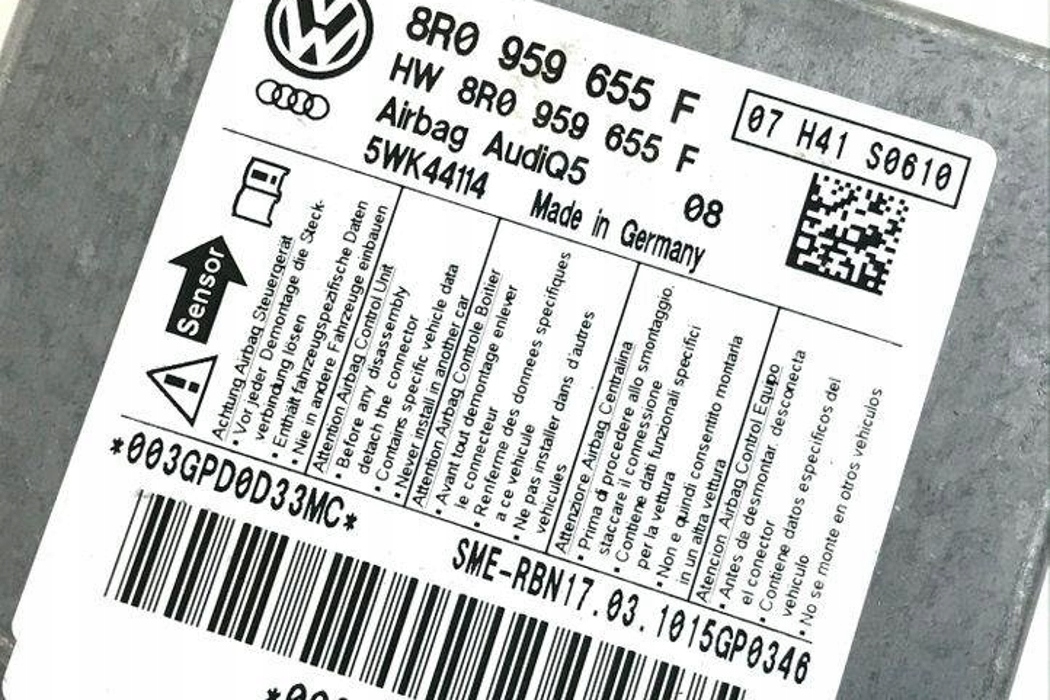 8R0 959 655 F
HW 8R0 959 655 F
Airbag AudiQ5
5WK44114
08
Made in Germany
07 H41 S0610
Sensor
Achtung Airbag Steuergerät
• Vor jeder Demontage die Steck-
verbindung lösen
• Enthält fahrzeugspezifische Daten
• Nie in andere Fahrzeuge einbauen
Attention Airbag Control Unit
• Before any disassembly
detach the connector
• Contains specific vehicle data
• Never install in another car
Attention Airbag Controle Boitier
• Avant tout demontage enlever
le connecteur
• Renferme des donnees specifiques
a ce vehicule
• Ne pas installer dans d'autres
vehicules
Attenzione Airbag Centralina
• Prima di procedere allo smontaggio,
staccare il connessione
• Contiene dati funzionali specifici
per la vettura
• Non e quindi consentito montarla
in un altra vettura
Atencion Airbag Control Equipo
• Antes de desmontar, desconecta
el conector
• Contiene datos especificos del
vehiculo
• No se monte en otros vehiculos
*003GPD0D33MC*
SME-RBN17.03.1015GP0346